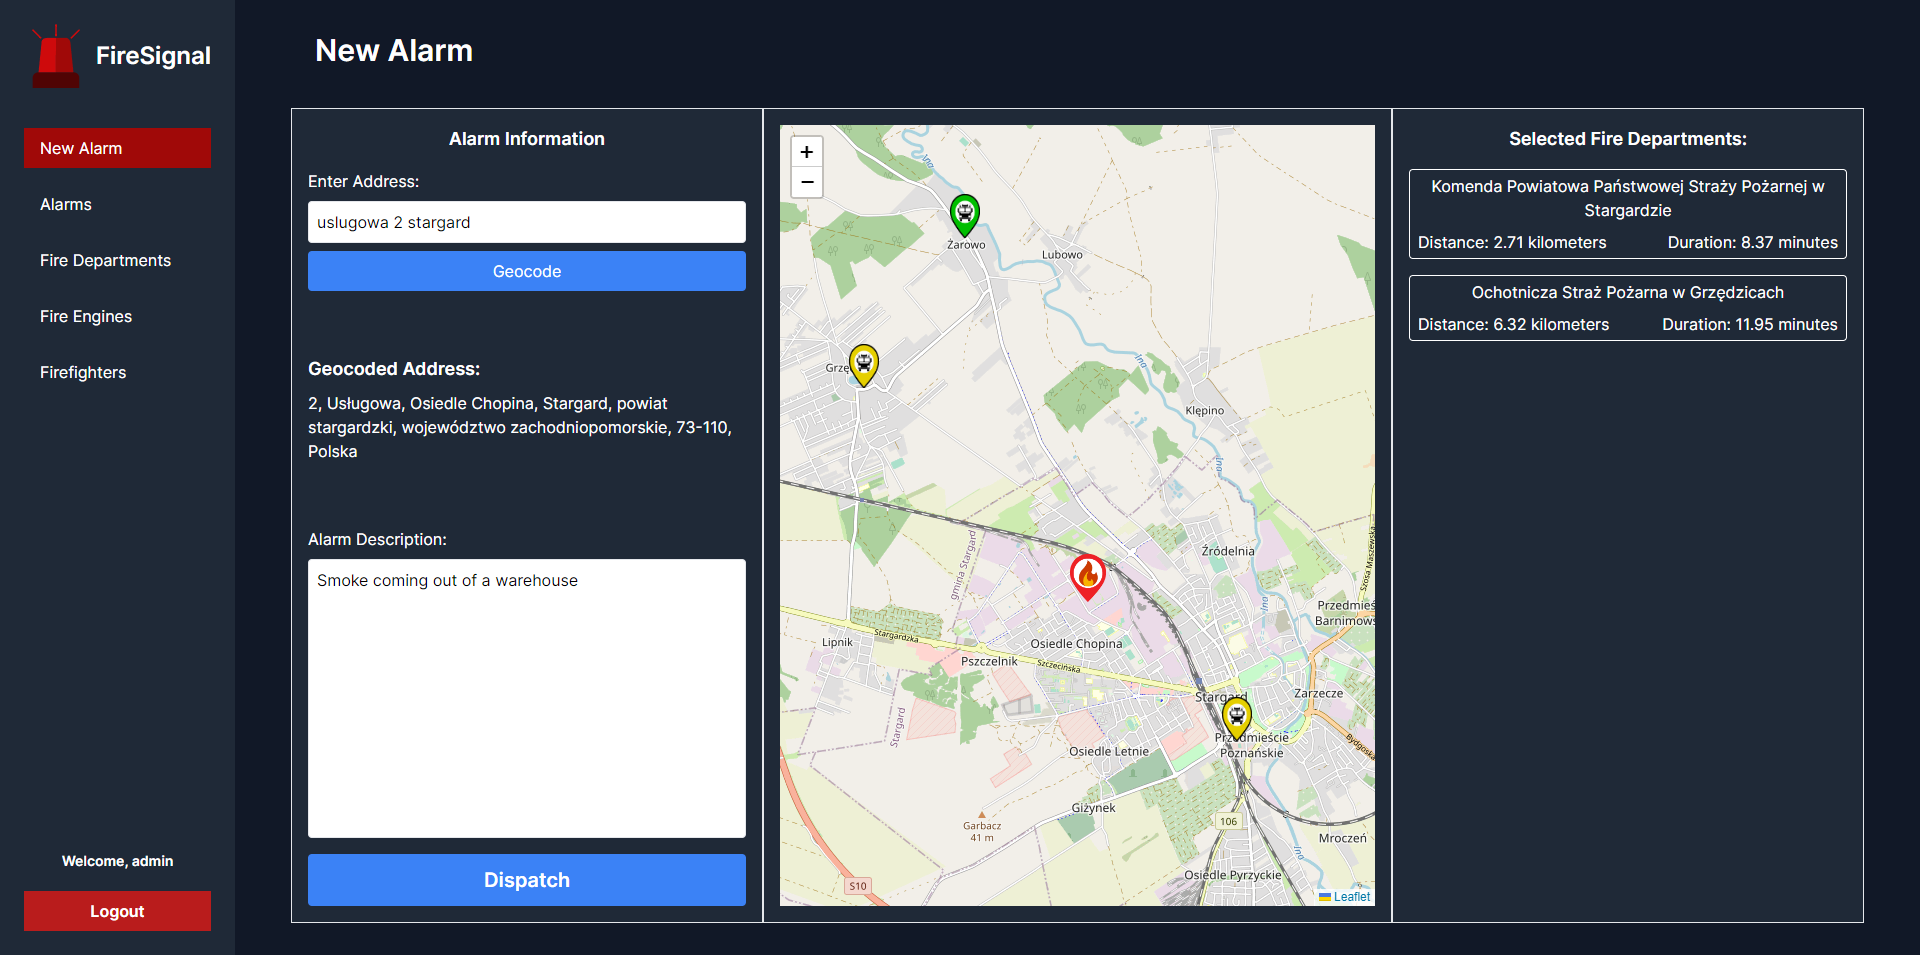 FireSignal
New Alarm
Alarms
Fire Departments
Fire Engines
Firefighters
Welcome, admin
Logout
New Alarm
Alarm Information
Enter Address:
uslugowa 2 stargard
Geocode
Geocoded Address:
2, Usługowa, Osiedle Chopina, Stargard, powiat
stargardzki, województwo zachodniopomorskie, 73-110,
Polska
Alarm Description:
Smoke coming out of a warehouse
Dispatch
+
−
Ina
Żarowo
Lubowo
Grzę
Ina
Klępino
Ina
gmina Stargard
Źródelnia
Szosa Maszewska
Ina
Przedmieś
Barnimows
Stargardzka
Lipnik
Osiedle Chopina
Pszczelnik
Szczecińska
Stargard
Zarzecze
Stargard
Przedmieście
Poznańskie
Bydgoska
Osiedle Letnie
Giżynek
Garbacz
41 m
106
Mroczeń
Ina
Osiedle Pyrzyckie
S10
Leaflet
Selected Fire Departments:
Komenda Powiatowa Państwowej Straży Pożarnej w
Stargardzie
Distance: 2.71 kilometers Duration: 8.37 minutes
Ochotnicza Straż Pożarna w Grzędzicach
Distance: 6.32 kilometers Duration: 11.95 minutes